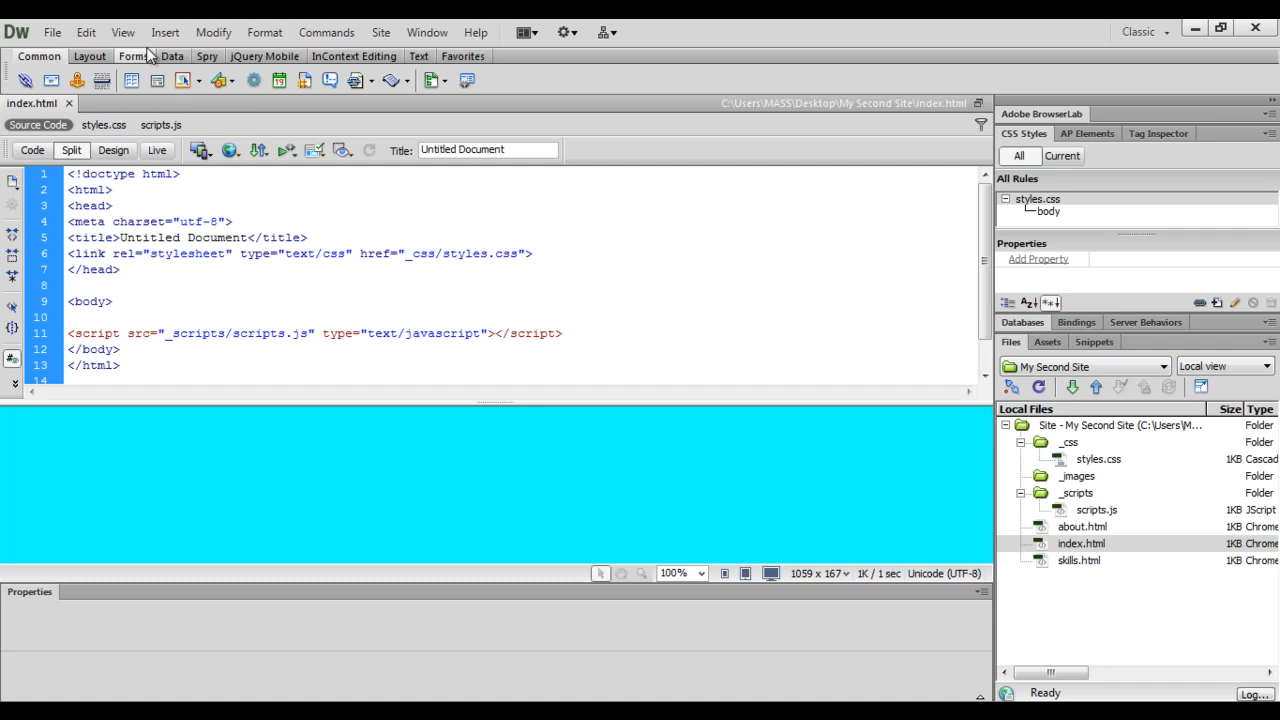 Dw File Edit View Insert Modify Format Commands Site Window Help Classic
Common Layout Forms Data Spry jQuery Mobile InContext Editing Text Favorites
index.html C:\Users\MASS\Desktop\My Second Site\index.html
Source Code styles.css scripts.js
Code Split Design Live Title: Untitled Document
1 <!doctype html>
2 <html>
3 <head>
4 <meta charset="utf-8">
5 <title>Untitled Document</title>
6 <link rel="stylesheet" type="text/css" href="_css/styles.css">
7 </head>
8
9 <body>
10
11 <script src="_scripts/scripts.js" type="text/javascript"></script>
12 </body>
13 </html>
14
100% 1059 x 167 1K / 1 sec Unicode (UTF-8)
Properties
Adobe BrowserLab
CSS Styles AP Elements Tag Inspector
All Current
All Rules
styles.css
body
Properties
Add Property
Databases Bindings Server Behaviors
Files Assets Snippets
My Second Site Local view
Local Files Size Type
Site - My Second Site (C:\Users\M... Folder
_css Folder
styles.css 1KB Cascad
_images Folder
_scripts Folder
scripts.js 1KB JScript
about.html 1KB Chrome
index.html 1KB Chrome
skills.html 1KB Chrome
Ready Log...